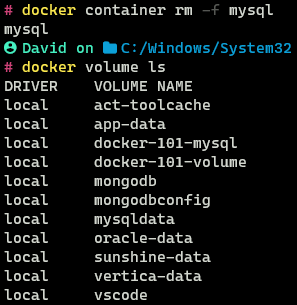 # docker container rm -f mysql
mysql
David on C:/Windows/System32
# docker volume ls
DRIVER    VOLUME NAME
local     act-toolcache
local     app-data
local     docker-101-mysql
local     docker-101-volume
local     mongodb
local     mongodbconfig
local     mysqldata
local     oracle-data
local     sunshine-data
local     vertica-data
local     vscode